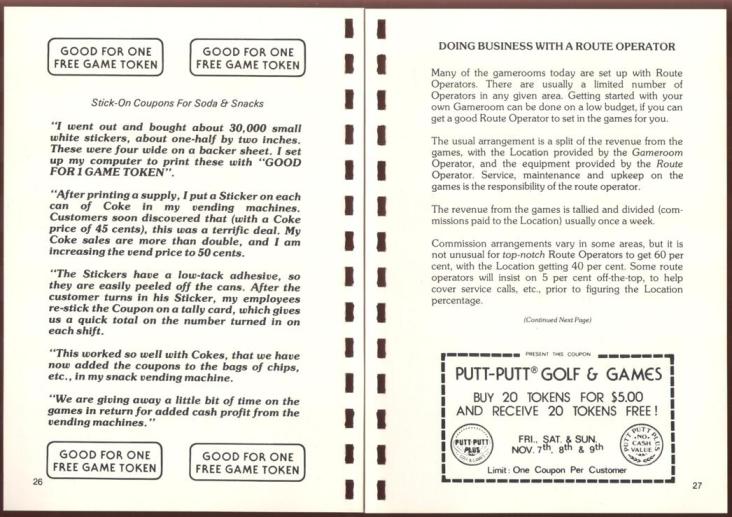 GOOD FOR ONE
FREE GAME TOKEN
GOOD FOR ONE
FREE GAME TOKEN
Stick-On Coupons For Soda & Snacks
"I went out and bought about 30,000 small
white stickers, about one-half by two inches.
These were four wide on a backer sheet. I set
up my computer to print these with "GOOD
FOR 1 GAME TOKEN".
"After printing a supply, I put a Sticker on each
can of Coke in my vending machines.
Customers soon discovered that (with a Coke
price of 45 cents), this was a terrific deal. My
Coke sales are more than double, and I am
increasing the vend price to 50 cents.
"The Stickers have a low-tack adhesive, so
they are easily peeled off the cans. After the
customer turns in his Sticker, my employees
re-stick the Coupon on a tally card, which gives
us a quick total on the number turned in on
each shift.
"This worked so well with Cokes, that we have
now added the coupons to the bags of chips,
etc., in my snack vending machine.
"We are giving away a little bit of time on the
games in return for added cash profit from the
vending machines."
GOOD FOR ONE
FREE GAME TOKEN
GOOD FOR ONE
FREE GAME TOKEN
26
DOING BUSINESS WITH A ROUTE OPERATOR
Many of the gamerooms today are set up with Route
Operators. There are usually a limited number of
Operators in any given area. Getting started with your
own Gameroom can be done on a low budget, if you can
get a good Route Operator to set in the games for you.
The usual arrangement is a split of the revenue from the
games, with the Location provided by the Gameroom
Operator, and the equipment provided by the Route
Operator. Service, maintenance and upkeep on the
games is the responsibility of the route operator.
The revenue from the games is tallied and divided (com-
missions paid to the Location) usually once a week.
Commission arrangements vary in some areas, but it is
not unusual for top-notch Route Operators to get 60 per
cent, with the Location getting 40 per cent. Some route
operators will insist on 5 per cent off-the-top, to help
cover service calls, etc., prior to figuring the Location
percentage.
(Continued Next Page)
PRESENT THIS COUPON
PUTT-PUTT® GOLF & GAMES
BUY 20 TOKENS FOR $5.00
AND RECEIVE 20 TOKENS FREE!
PUTT-PUTT
PLUS
FRI., SAT. & SUN.
NOV. 7th, 8th & 9th
PUTT PUTT PLUS
NO
CASH
VALUE
Limit: One Coupon Per Customer
27